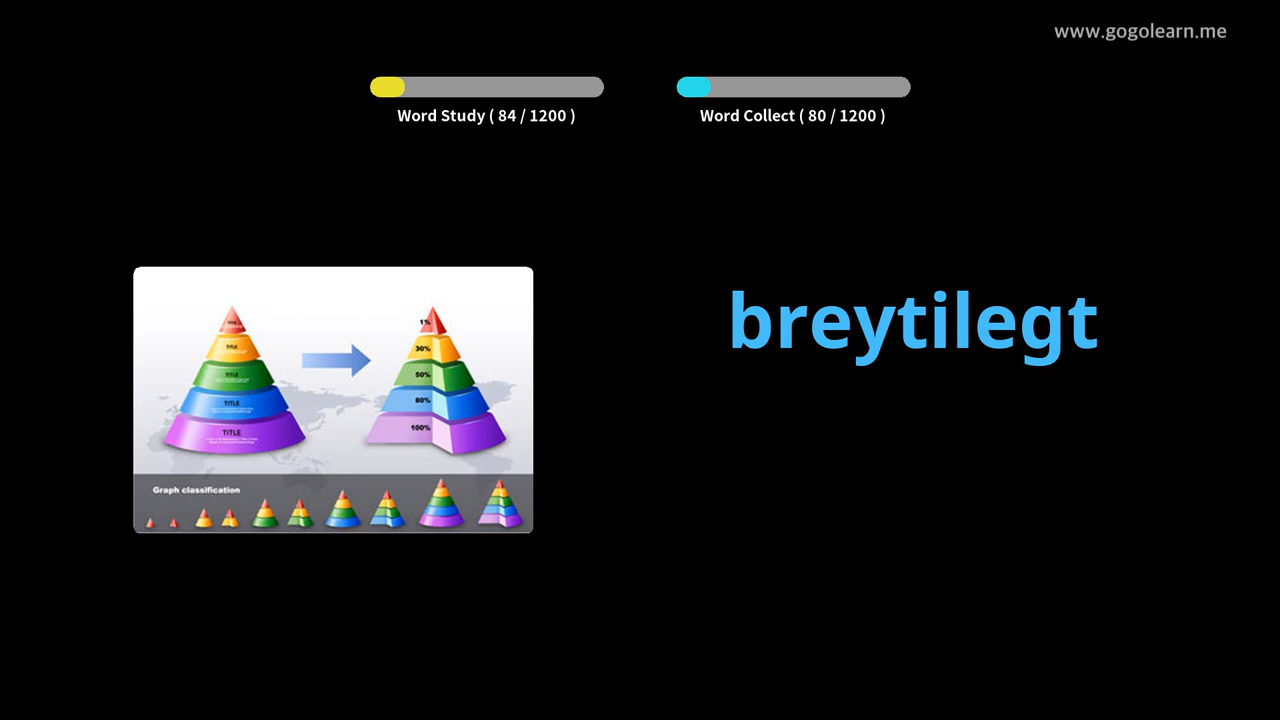 www.gogolearn.me
Word Study ( 84 / 1200 )
Word Collect ( 80 / 1200 )
breytilegt
TITLE
TITLE
TITLE
TITLE
1%
30%
50%
80%
100%
Graph classification